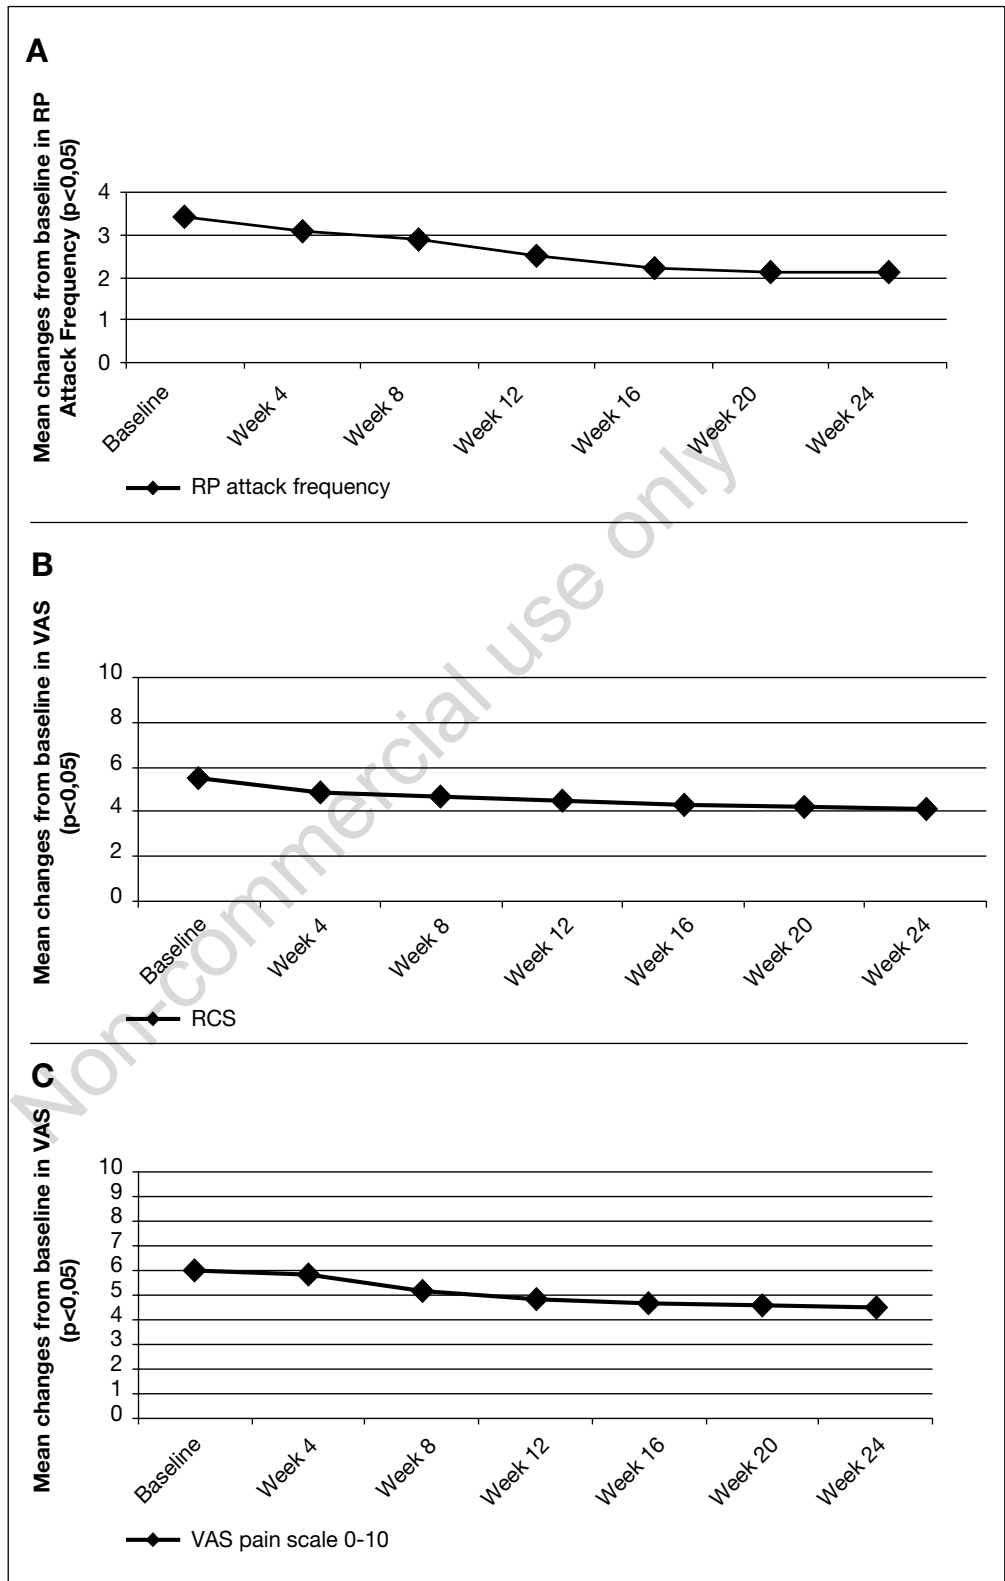 A
Mean changes from baseline in RP
Attack Frequency (p<0,05)
4
3
2
1
0
Baseline
Week 4
Week 8
Week 12
Week 16
Week 20
Week 24
RP attack frequency
B
Mean changes from baseline in VAS
(p<0,05)
10
8
6
4
2
0
Baseline
Week 4
Week 8
Week 12
Week 16
Week 20
Week 24
RCS
C
Mean changes from baseline in VAS
(p<0,05)
10
9
8
7
6
5
4
3
2
1
0
Baseline
Week 4
Week 8
Week 12
Week 16
Week 20
Week 24
VAS pain scale 0-10
Non-commercial use only